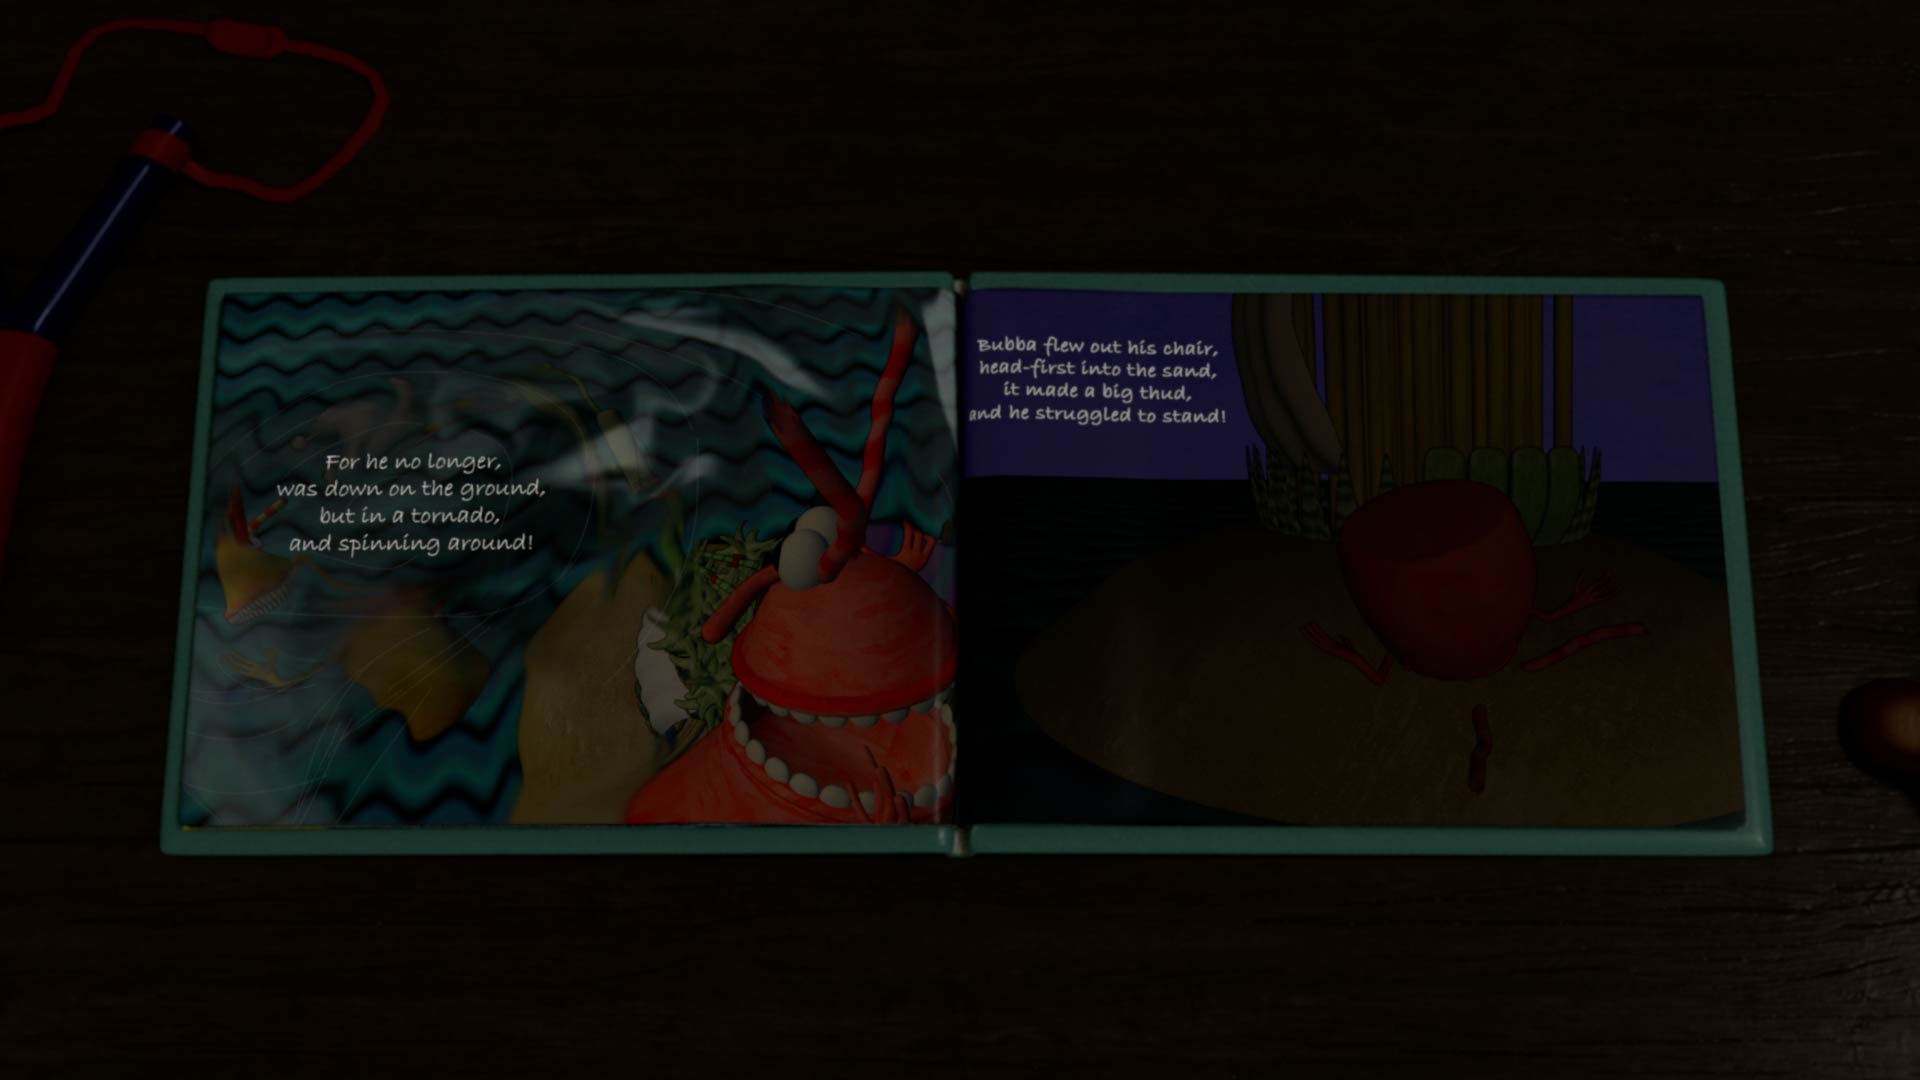 For he no longer,
was down on the ground,
but in a tornado,
and spinning around!
Bubba flew out his chair,
head-first into the sand,
it made a big thud,
and he struggled to stand!